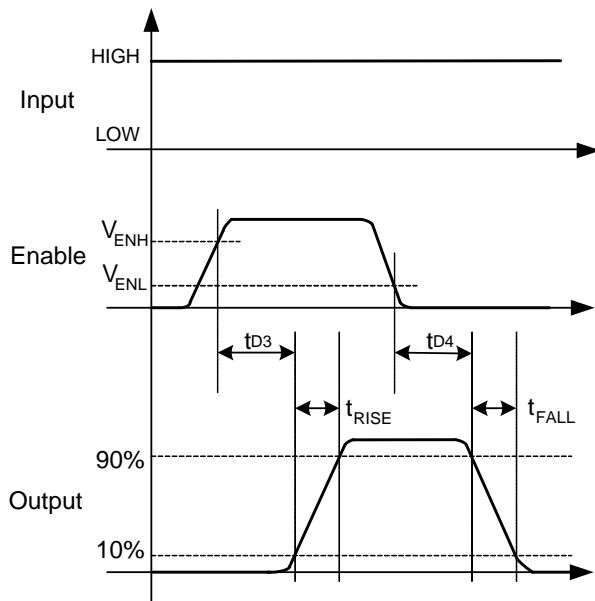 HIGH
Input
LOW
VENH
Enable
VENL
tD3
tD4
tRISE
tFALL
90%
Output
10%